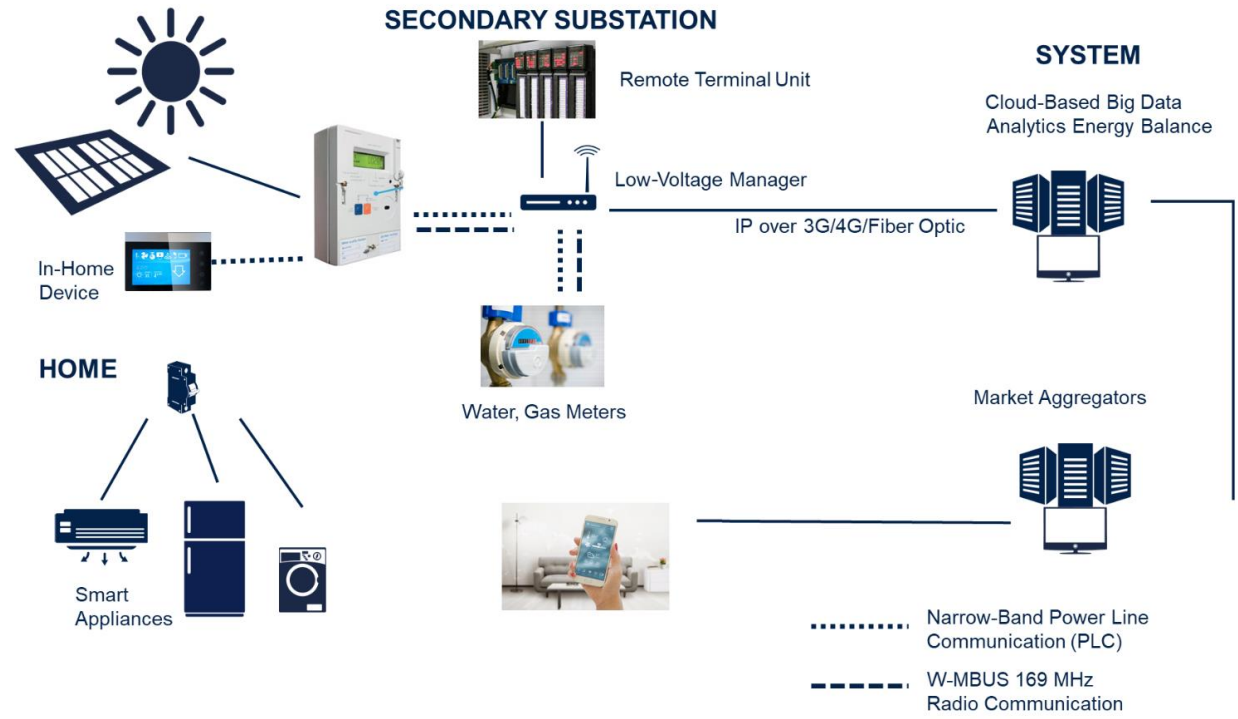 SECONDARY SUBSTATION
Remote Terminal Unit
SYSTEM
Cloud-Based Big Data
Analytics Energy Balance
Low-Voltage Manager
IP over 3G/4G/Fiber Optic
In-Home
Device
HOME
Water, Gas Meters
Market Aggregators
Smart
Appliances
Narrow-Band Power Line
Communication (PLC)
W-MBUS 169 MHz
Radio Communication